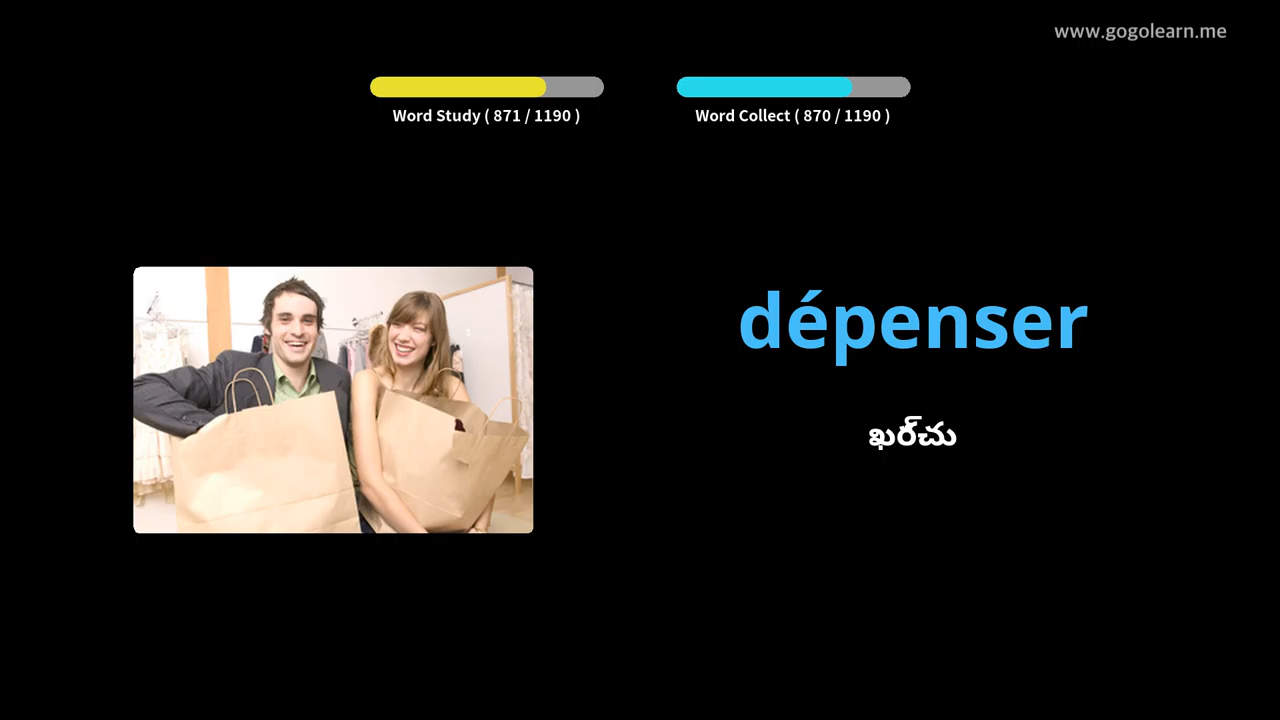 www.gogolearn.me
Word Study ( 871 / 1190 )
Word Collect ( 870 / 1190 )
dépenser
ఖర్చు